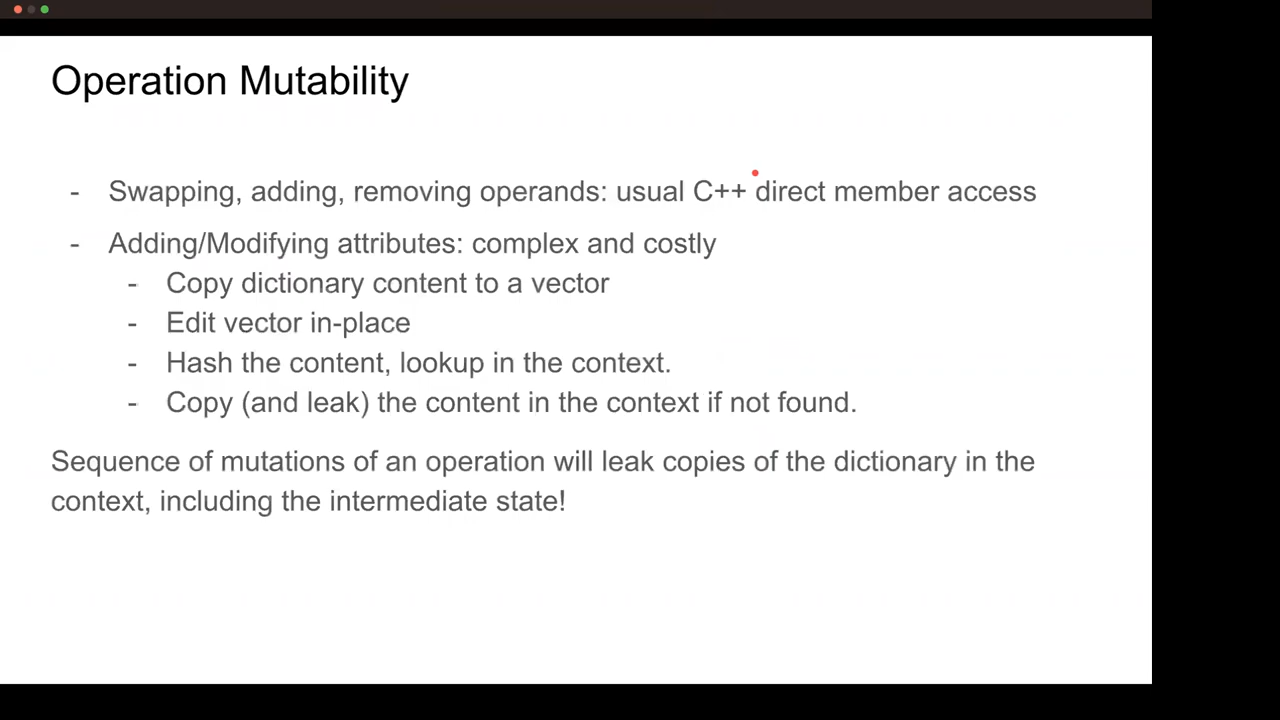 Operation Mutability
- Swapping, adding, removing operands: usual C++ direct member access
- Adding/Modifying attributes: complex and costly
- Copy dictionary content to a vector
- Edit vector in-place
- Hash the content, lookup in the context.
- Copy (and leak) the content in the context if not found.
Sequence of mutations of an operation will leak copies of the dictionary in the
context, including the intermediate state!